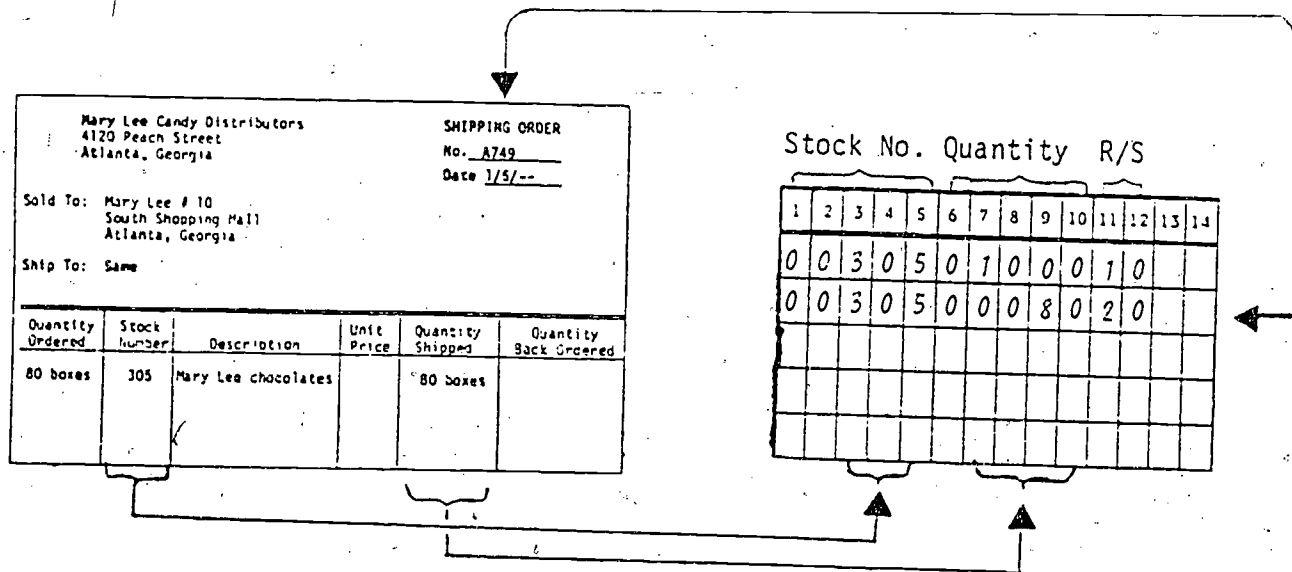 Mary Lee Candy Distributors
4120 Peach Street
Atlanta, Georgia
SHIPPING ORDER
No. A749
Date 1/5/--
Sold To: Mary Lee # 10
South Shopping Mall
Atlanta, Georgia
Ship To: Same
Quantity Ordered Stock Number Description Unit Price Quantity Shipped Quantity Back Ordered
80 boxes 305 Mary Lee chocolates 80 boxes
Stock No. Quantity R/S
1 2 3 4 5 6 7 8 9 10 11 12 13 14
0 0 3 0 5 0 1 0 0 0 1 0
0 0 3 0 5 0 0 0 8 0 2 0